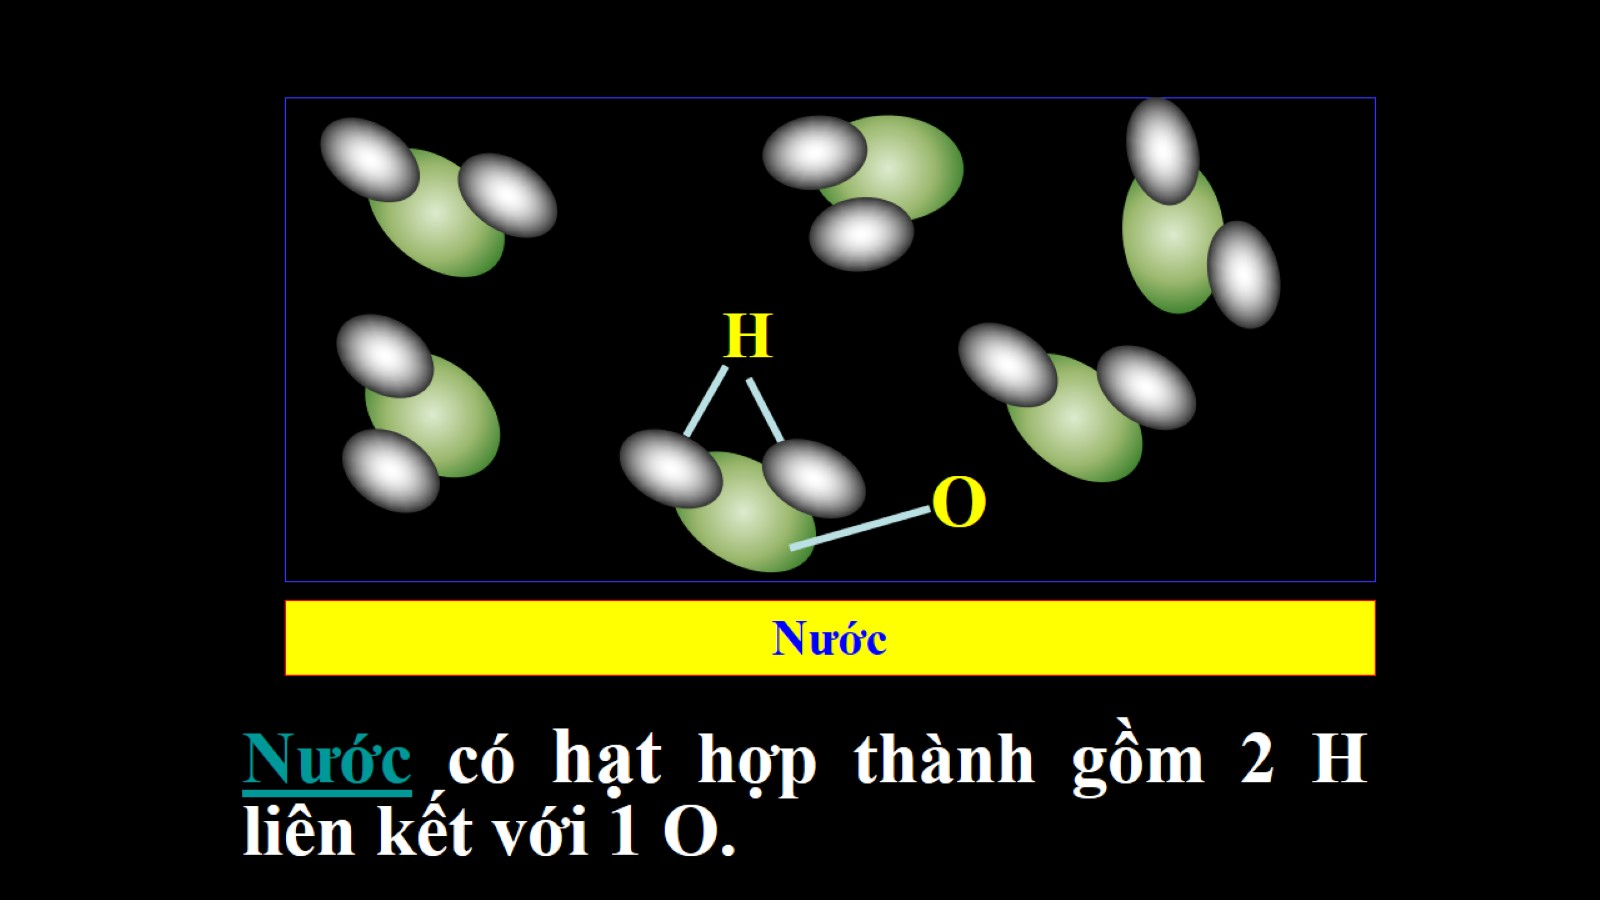 H
O
Nước
Nước có hạt hợp thành gồm 2 H
liên kết với 1 O.